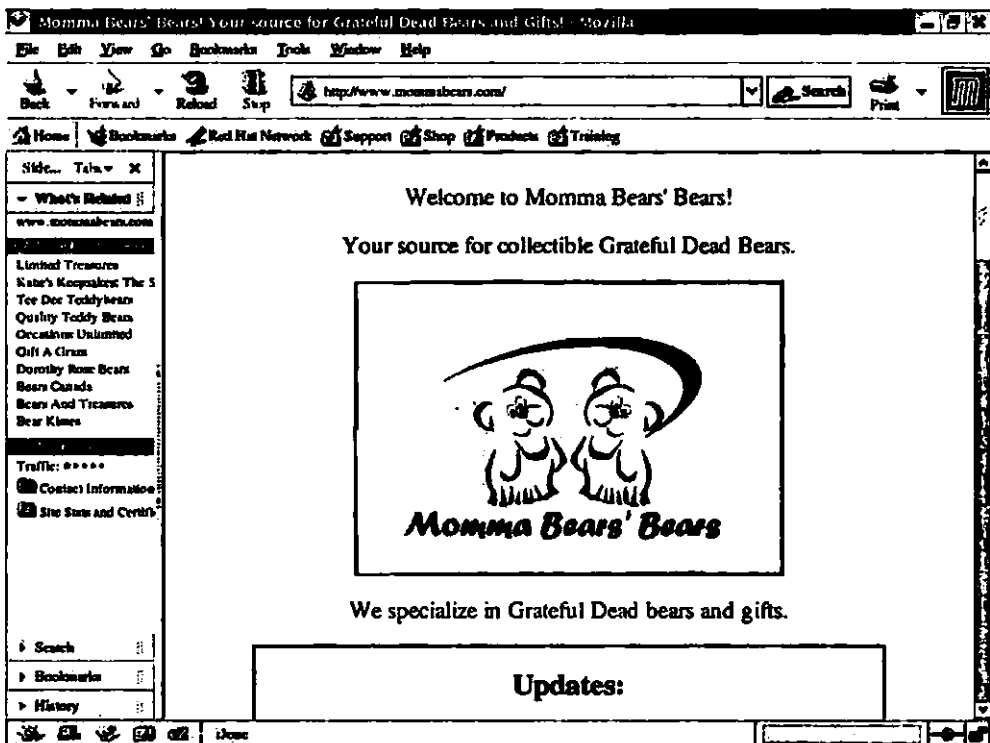 Momma Bears' Bears! Your source for Grateful Dead Bears and Gifts! - Mozilla
File Edit View Go Bookmarks Tools Window Help
Back Forward Reload Stop http://www.mommabears.com/ Search Print
Home Bookmarks Red Hat Network Support Shop Products Training
Side... Tabs
What's Related
www.mommabears.com
Limited Treasures
Kate's Keepsakes: The S
Tee Dee Teddybears
Quality Teddy Bears
Occasions Unlimited
Gift A Gram
Dorothy Rose Bears
Bears Canada
Bears And Treasures
Bear Kisses
Traffic:
Contact Information
Site Stats and Certifi
Search
Bookmarks
History
Welcome to Momma Bears' Bears!
Your source for collectible Grateful Dead Bears.
Momma Bears' Bears
We specialize in Grateful Dead bears and gifts.
Updates:
Done